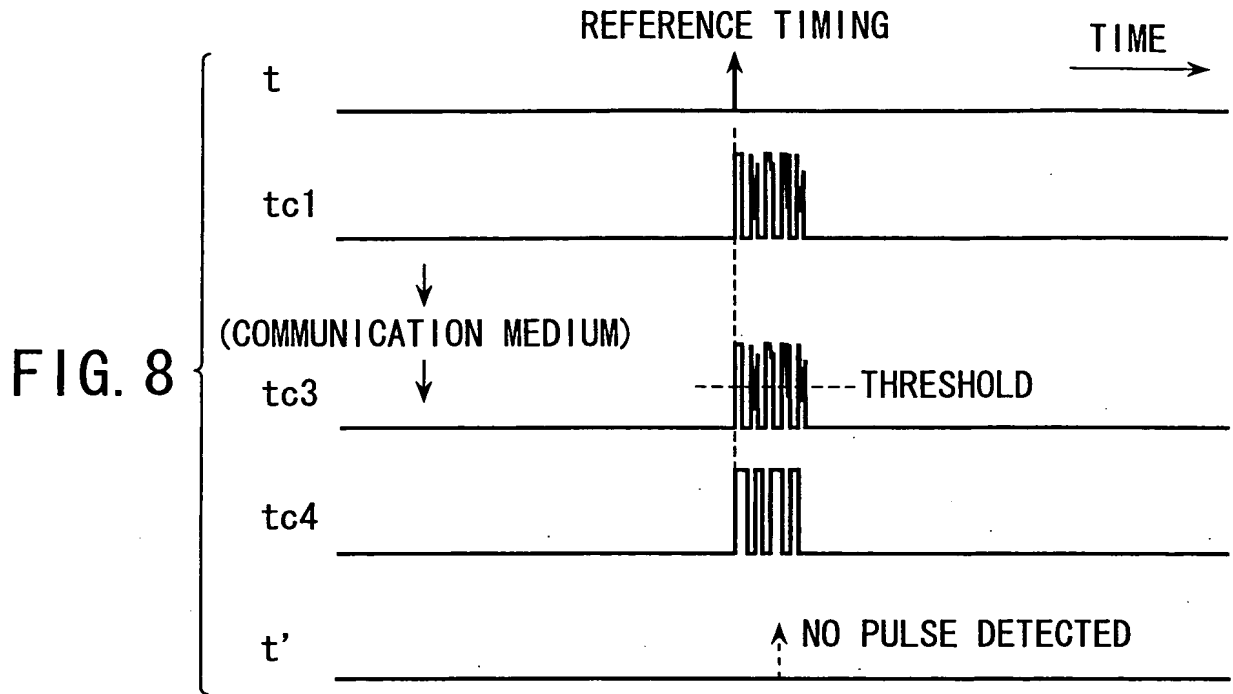 REFERENCE TIMING
TIME
t
tc1
(COMMUNICATION MEDIUM)
FIG. 8
tc3
THRESHOLD
tc4
t'
NO PULSE DETECTED